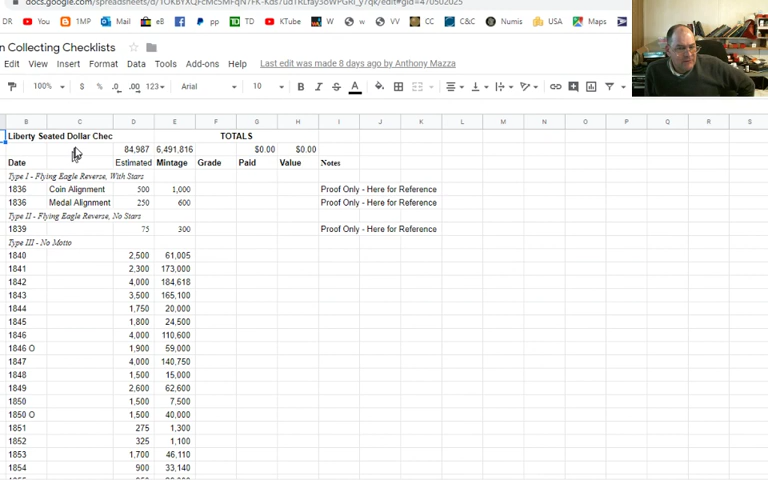 docs.google.com/spreadsheets/d/
DR YouTube 1MP Mail eB f pp TD TD KTalk W w VV CC C&C Numis USA Maps
n Collecting Checklists
Edit View Insert Format Data Tools Add-ons Help Last edit was made 8 days ago by Anthony Mazza
100% $ % .0 .00 123 Arial 10 B I S A
B C D E F G H I J K L M N O P Q R S
Liberty Seated Dollar Chec TOTALS
84,987 6,491,816 $0.00 $0.00
Date Estimated Mintage Grade Paid Value Notes
Type I - Flying Eagle Reverse, With Stars
1836 Coin Alignment 500 1,000 Proof Only - Here for Reference
1836 Medal Alignment 250 600 Proof Only - Here for Reference
Type II - Flying Eagle Reverse, No Stars
1839 75 300 Proof Only - Here for Reference
Type III - No Motto
1840 2,500 61,005
1841 2,300 173,000
1842 4,000 184,618
1843 3,500 165,100
1844 1,750 20,000
1845 1,800 24,500
1846 4,000 110,600
1846 O 1,900 59,000
1847 4,000 140,750
1848 1,500 15,000
1849 2,600 62,600
1850 1,500 7,500
1850 O 1,500 40,000
1851 275 1,300
1852 325 1,100
1853 1,700 46,110
1854 900 33,140